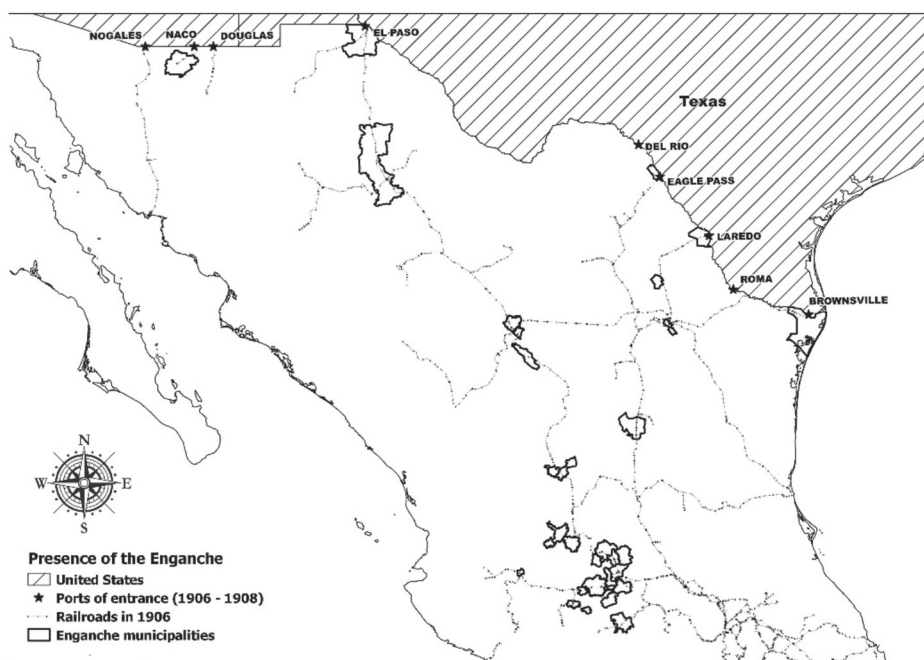 NOGALES
NACO
DOUGLAS
EL PASO
Texas
DEL RIO
EAGLE PASS
LAREDO
ROMA
BROWNSVILLE
N
W
E
S
Presence of the Enganche
United States
Ports of entrance (1906 - 1908)
Railroads in 1906
Enganche municipalities